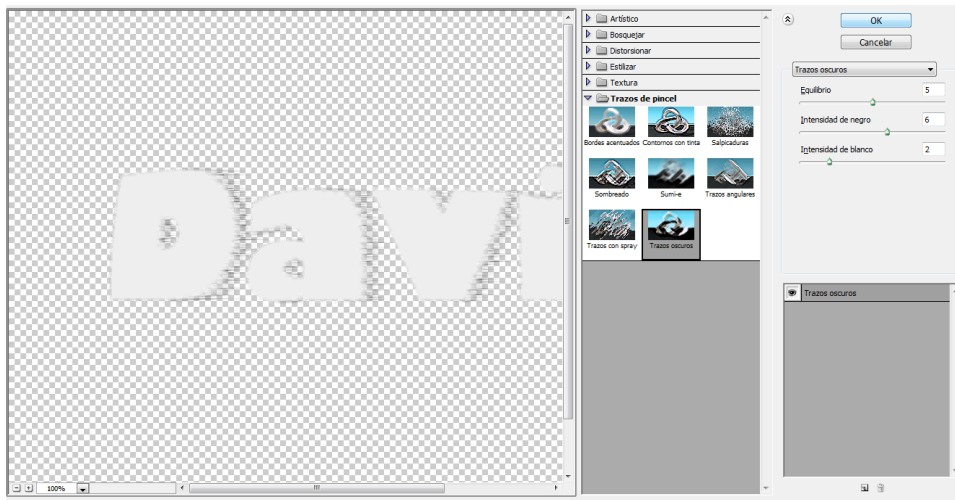 Davi
100%
Artístico
Bosquejar
Distorsionar
Estilizar
Textura
Trazos de pincel
Bordes acentuados Contornos con tinta Salpicaduras
Sombreado Sumi-e Trazos angulares
Trazos con spray Trazos oscuros
OK
Cancelar
Trazos oscuros
Equilibrio 5
Intensidad de negro 6
Intensidad de blanco 2
Trazos oscuros